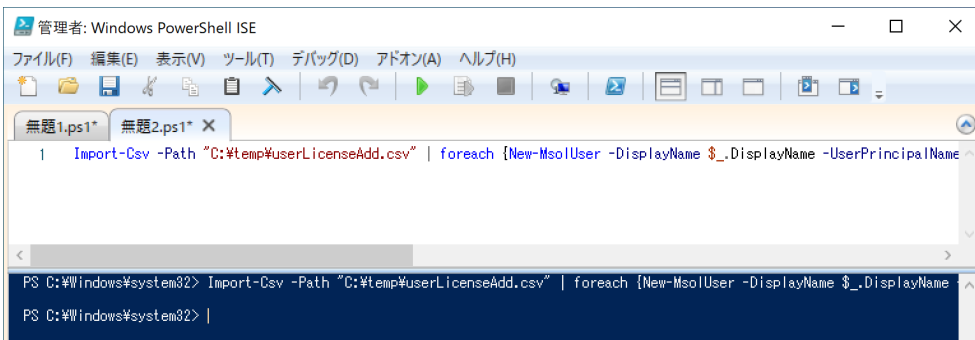 管理者: Windows PowerShell ISE
ファイル(F) 編集(E) 表示(V) ツール(T) デバッグ(D) アドオン(A) ヘルプ(H)
無題1.ps1* 無題2.ps1* X
1 Import-Csv -Path "C:¥temp¥userLicenseAdd.csv" | foreach {New-MsolUser -DisplayName $_.DisplayName -UserPrincipalName
PS C:¥Windows¥system32> Import-Csv -Path "C:¥temp¥userLicenseAdd.csv" | foreach {New-MsolUser -DisplayName $_.DisplayName -
PS C:¥Windows¥system32>